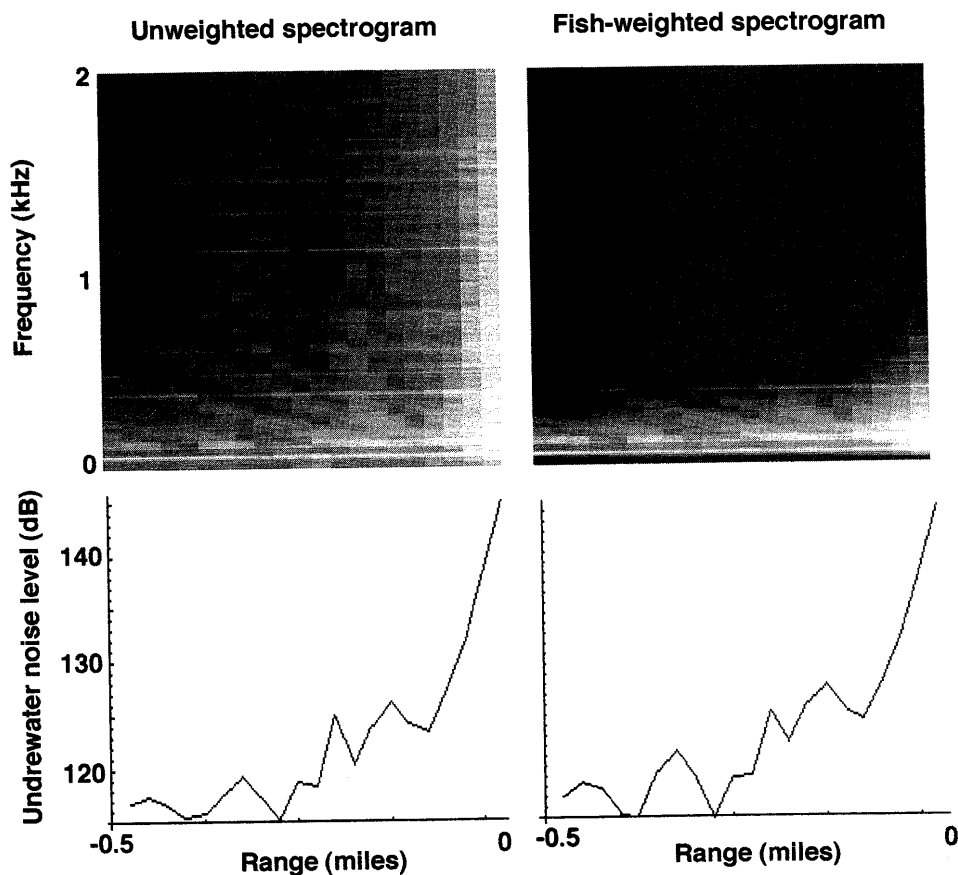 Unweighted spectrogram
Fish-weighted spectrogram
2
1
0
Frequency (kHz)
140
130
120
Undrewater noise level (dB)
-0.5
0
Range (miles)
-0.5
0
Range (miles)